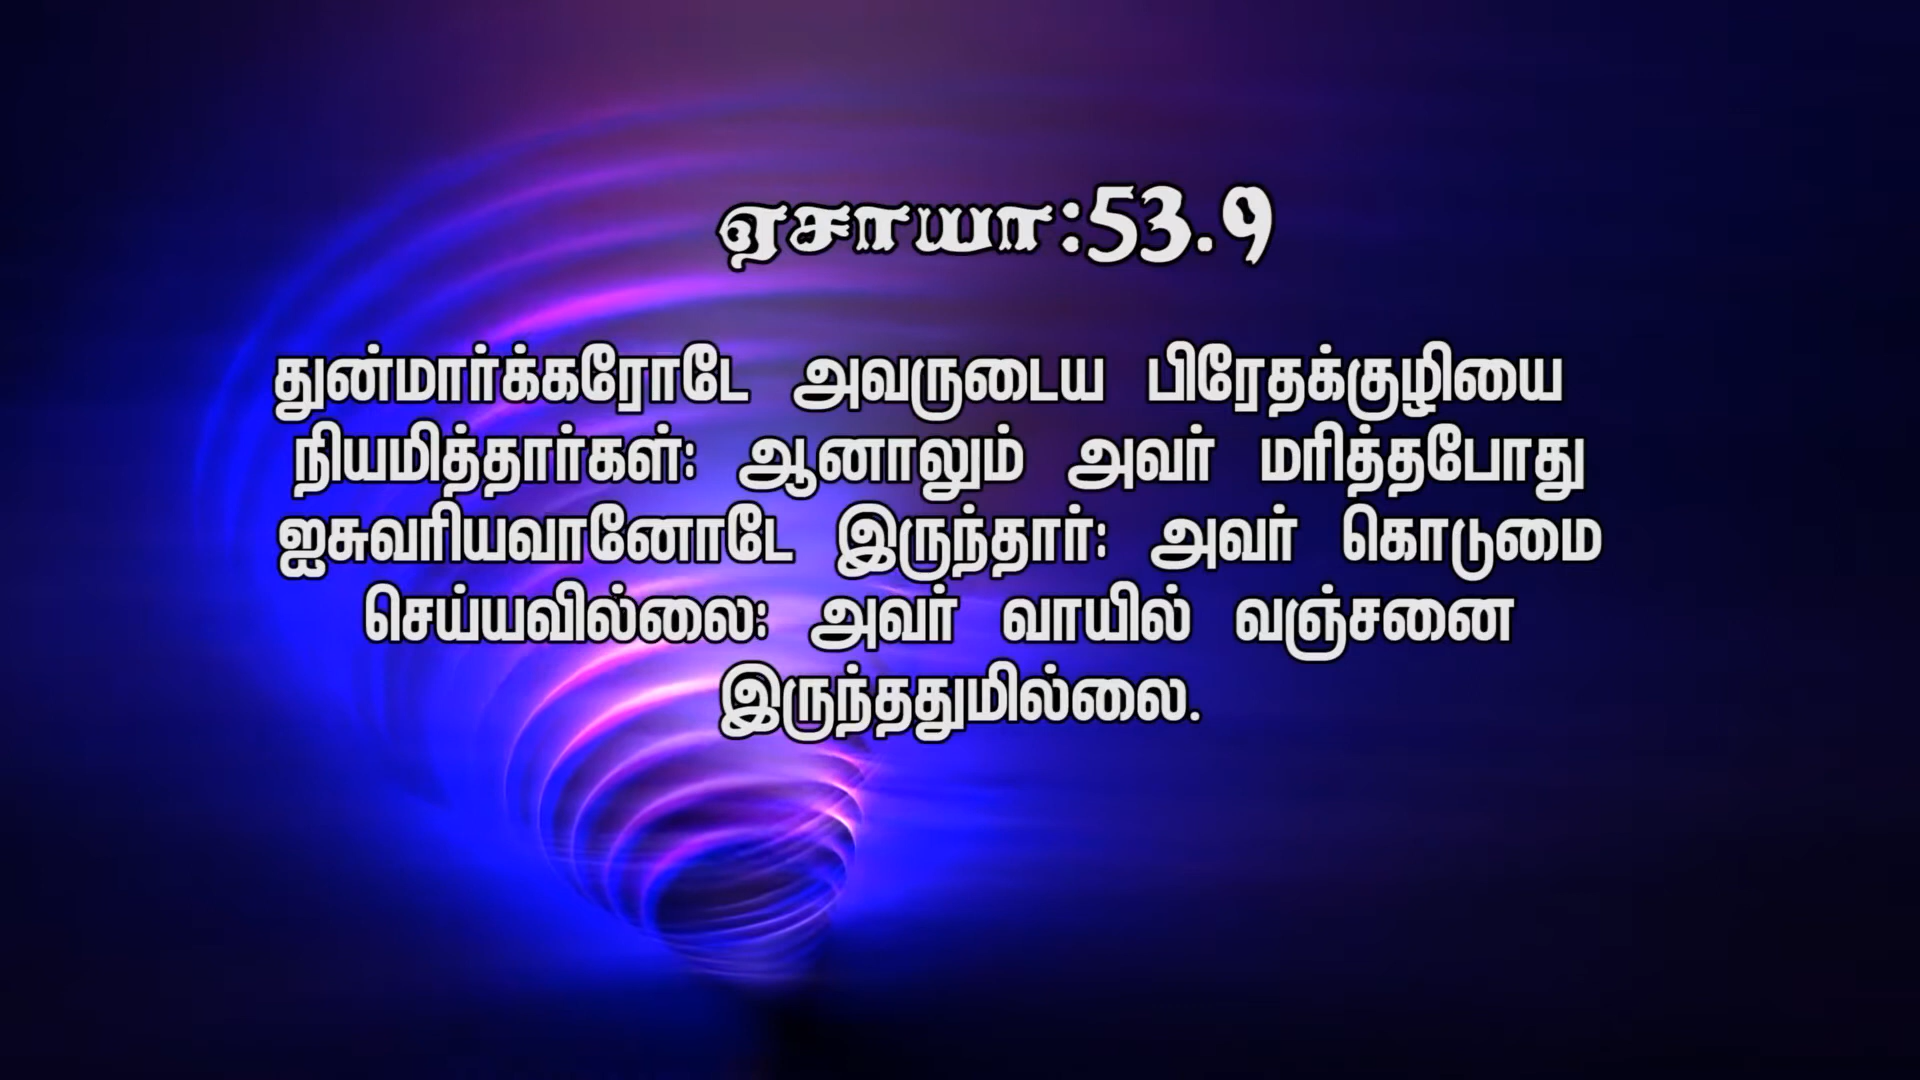 ஏசாயா:53.9
துன்மார்க்கரோடே அவருடைய பிரேதக்குழியை
நியமித்தார்கள்: ஆனாலும் அவர் மரித்தபோது
ஐசுவரியவானோடே இருந்தார்: அவர் கொடுமை
செய்யவில்லை: அவர் வாயில் வஞ்சனை
இருந்ததுமில்லை.